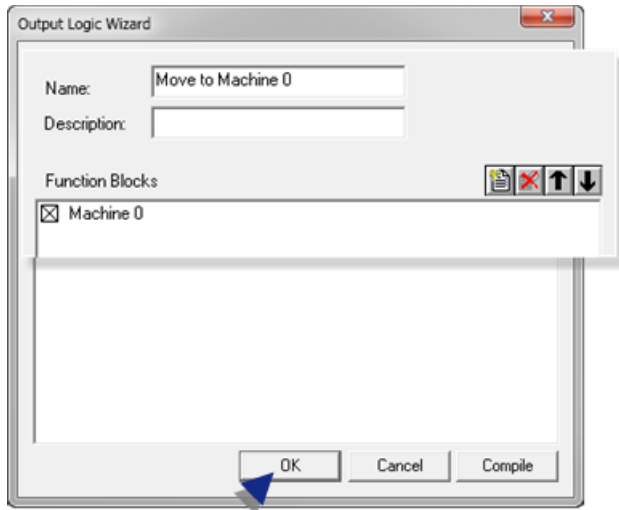 Output Logic Wizard
Name: Move to Machine 0
Description:
Function Blocks
Machine 0
OK Cancel Compile